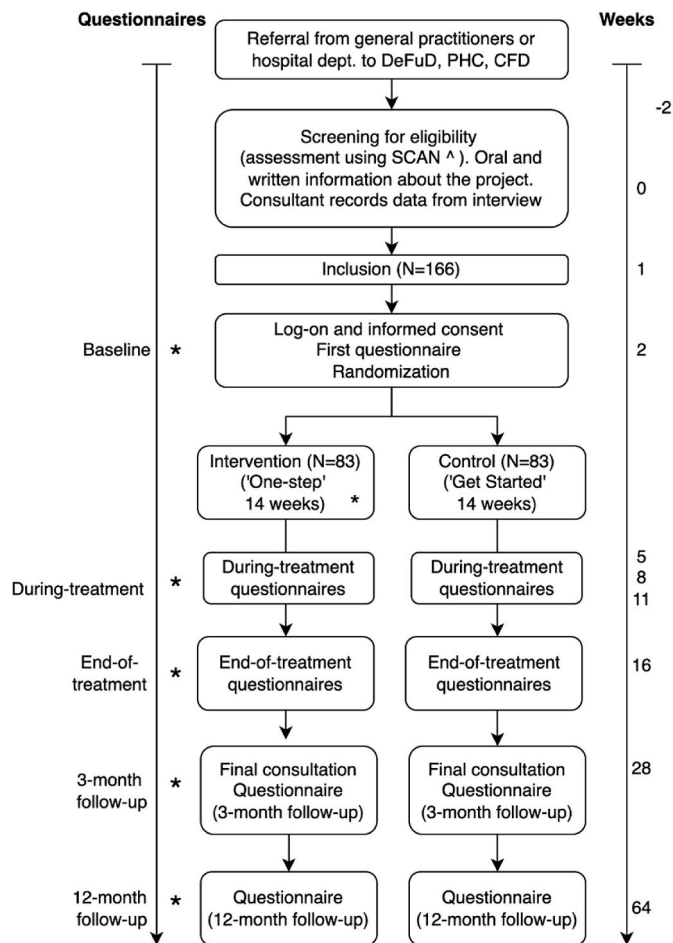 Questionnaires
Weeks
Referral from general practitioners or
hospital dept. to DeFuD, PHC, CFD
-2
Screening for eligibility
(assessment using SCAN ^ ). Oral and
written information about the project.
Consultant records data from interview
0
Inclusion (N=166)
1
Baseline
*
Log-on and informed consent
First questionnaire
Randomization
2
Intervention (N=83)
('One-step'
14 weeks)
*
Control (N=83)
('Get Started'
14 weeks)
During-treatment
*
During-treatment
questionnaires
During-treatment
questionnaires
5
8
11
End-of-
treatment
*
End-of-treatment
questionnaires
End-of-treatment
questionnaires
16
3-month
follow-up
*
Final consultation
Questionnaire
(3-month follow-up)
Final consultation
Questionnaire
(3-month follow-up)
28
12-month
follow-up
*
Questionnaire
(12-month follow-up)
Questionnaire
(12-month follow-up)
64